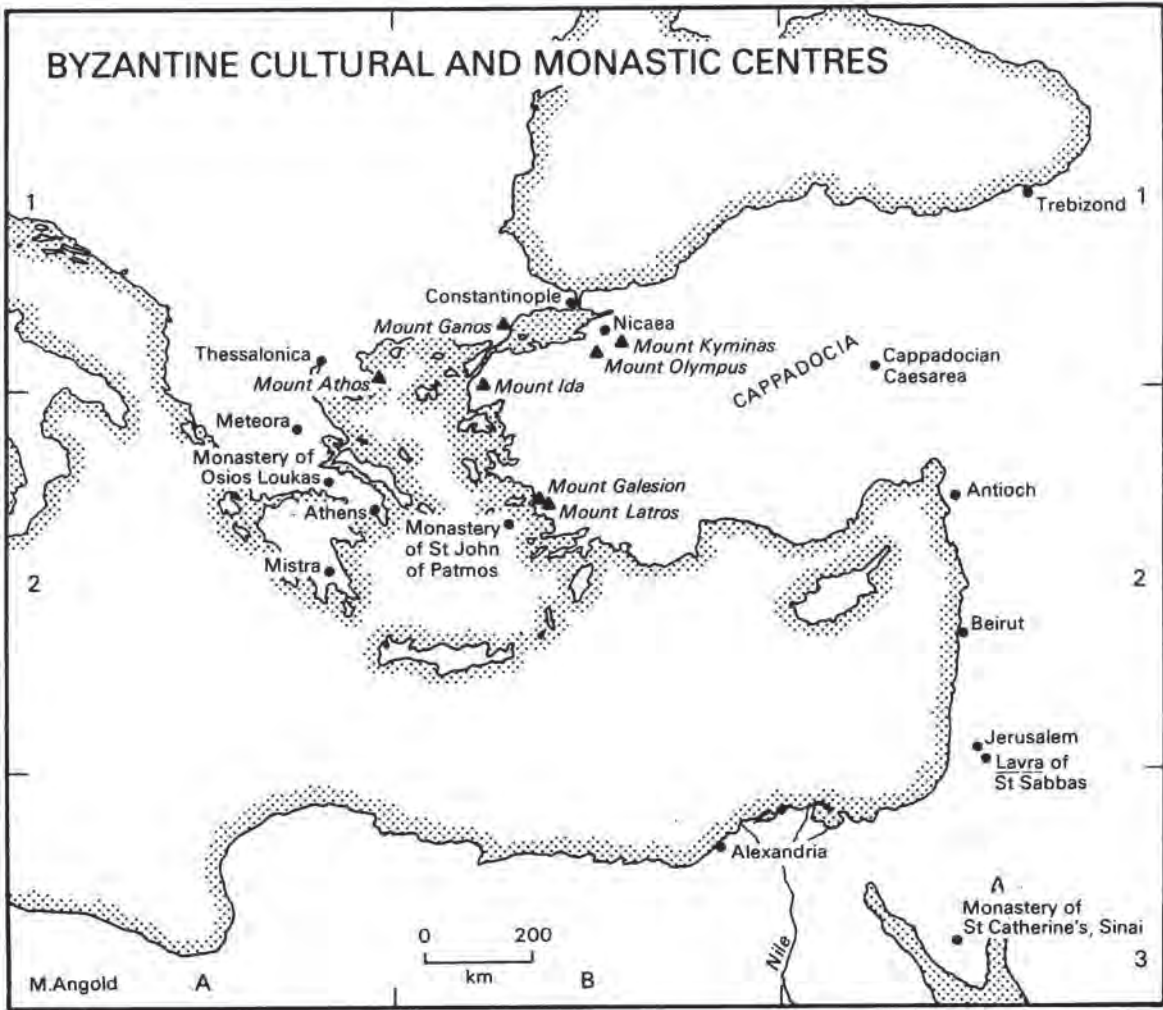 BYZANTINE CULTURAL AND MONASTIC CENTRES
1
1
Trebizond
Constantinople
Mount Ganos
Nicaea
Mount Kyminas
Mount Olympus
Thessalonica
Mount Athos
Mount Ida
CAPPADOCIA
Cappadocian
Caesarea
Meteora
Monastery of
Osios Loukas
Mount Galesion
Mount Latros
Antioch
Athens
Monastery
of St John
of Patmos
Mistra
2
2
Beirut
Jerusalem
Lavra of
St Sabbas
Alexandria
Monastery of
St Catherine's, Sinai
0 200
km
Nile
M.Angold
A
B
3